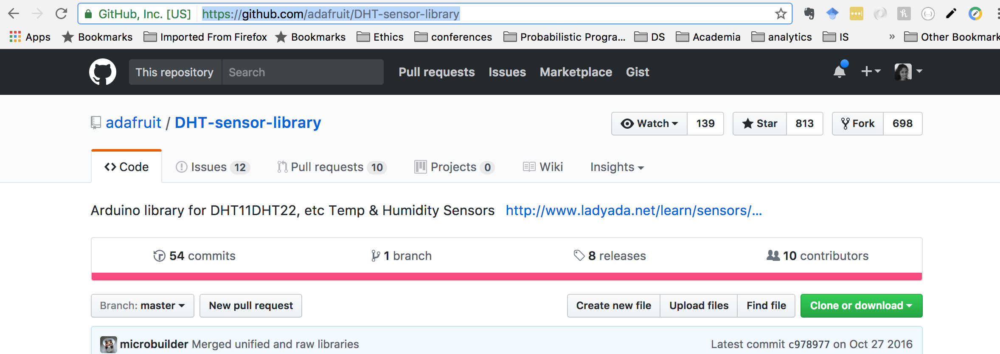 GitHub, Inc. [US] https://github.com/adafruit/DHT-sensor-library
Apps Bookmarks Imported From Firefox Bookmarks Ethics conferences Probabilistic Progra... DS Academia analytics IS » Other Bookmark
This repository Search Pull requests Issues Marketplace Gist
adafruit / DHT-sensor-library Watch 139 Star 813 Fork 698
Code Issues 12 Pull requests 10 Projects 0 Wiki Insights
Arduino library for DHT11DHT22, etc Temp & Humidity Sensors http://www.ladyada.net/learn/sensors/...
54 commits 1 branch 8 releases 10 contributors
Branch: master New pull request Create new file Upload files Find file Clone or download
microbuilder Merged unified and raw libraries Latest commit c978977 on Oct 27 2016